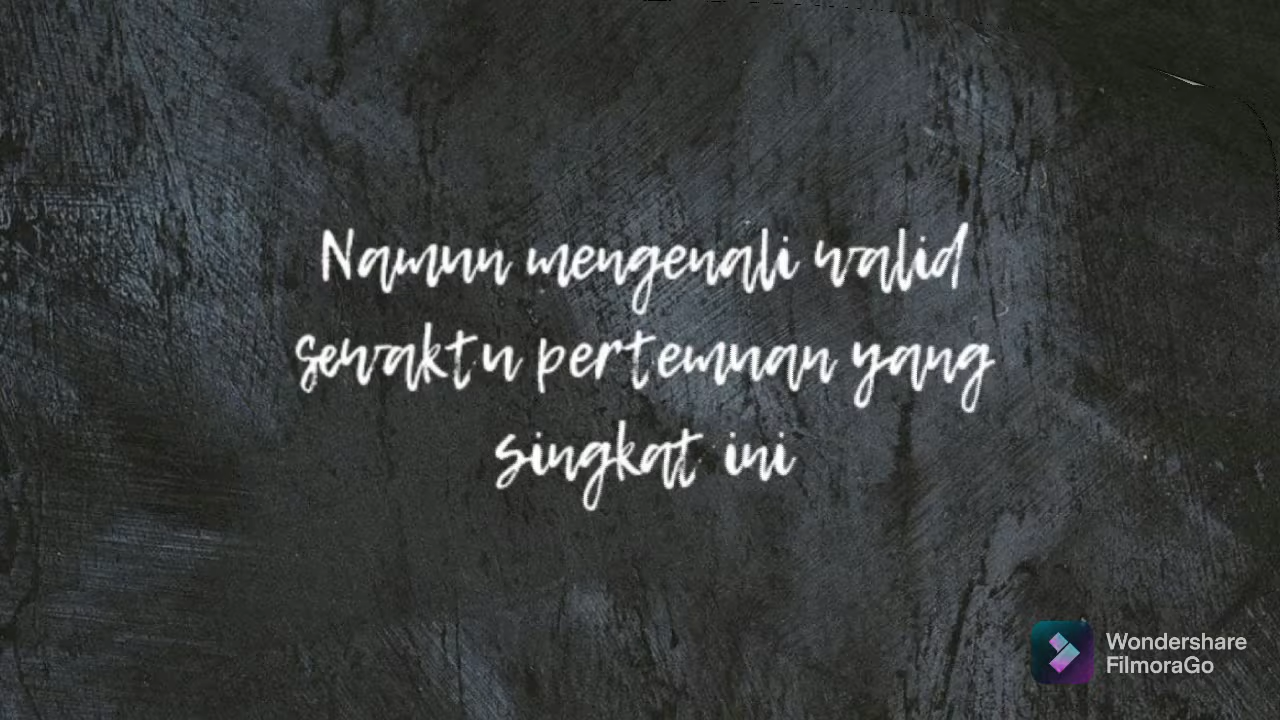 Namun mengenali walid
sewaktu pertemuan yang
singkat ini
Wondershare
FilmoraGo